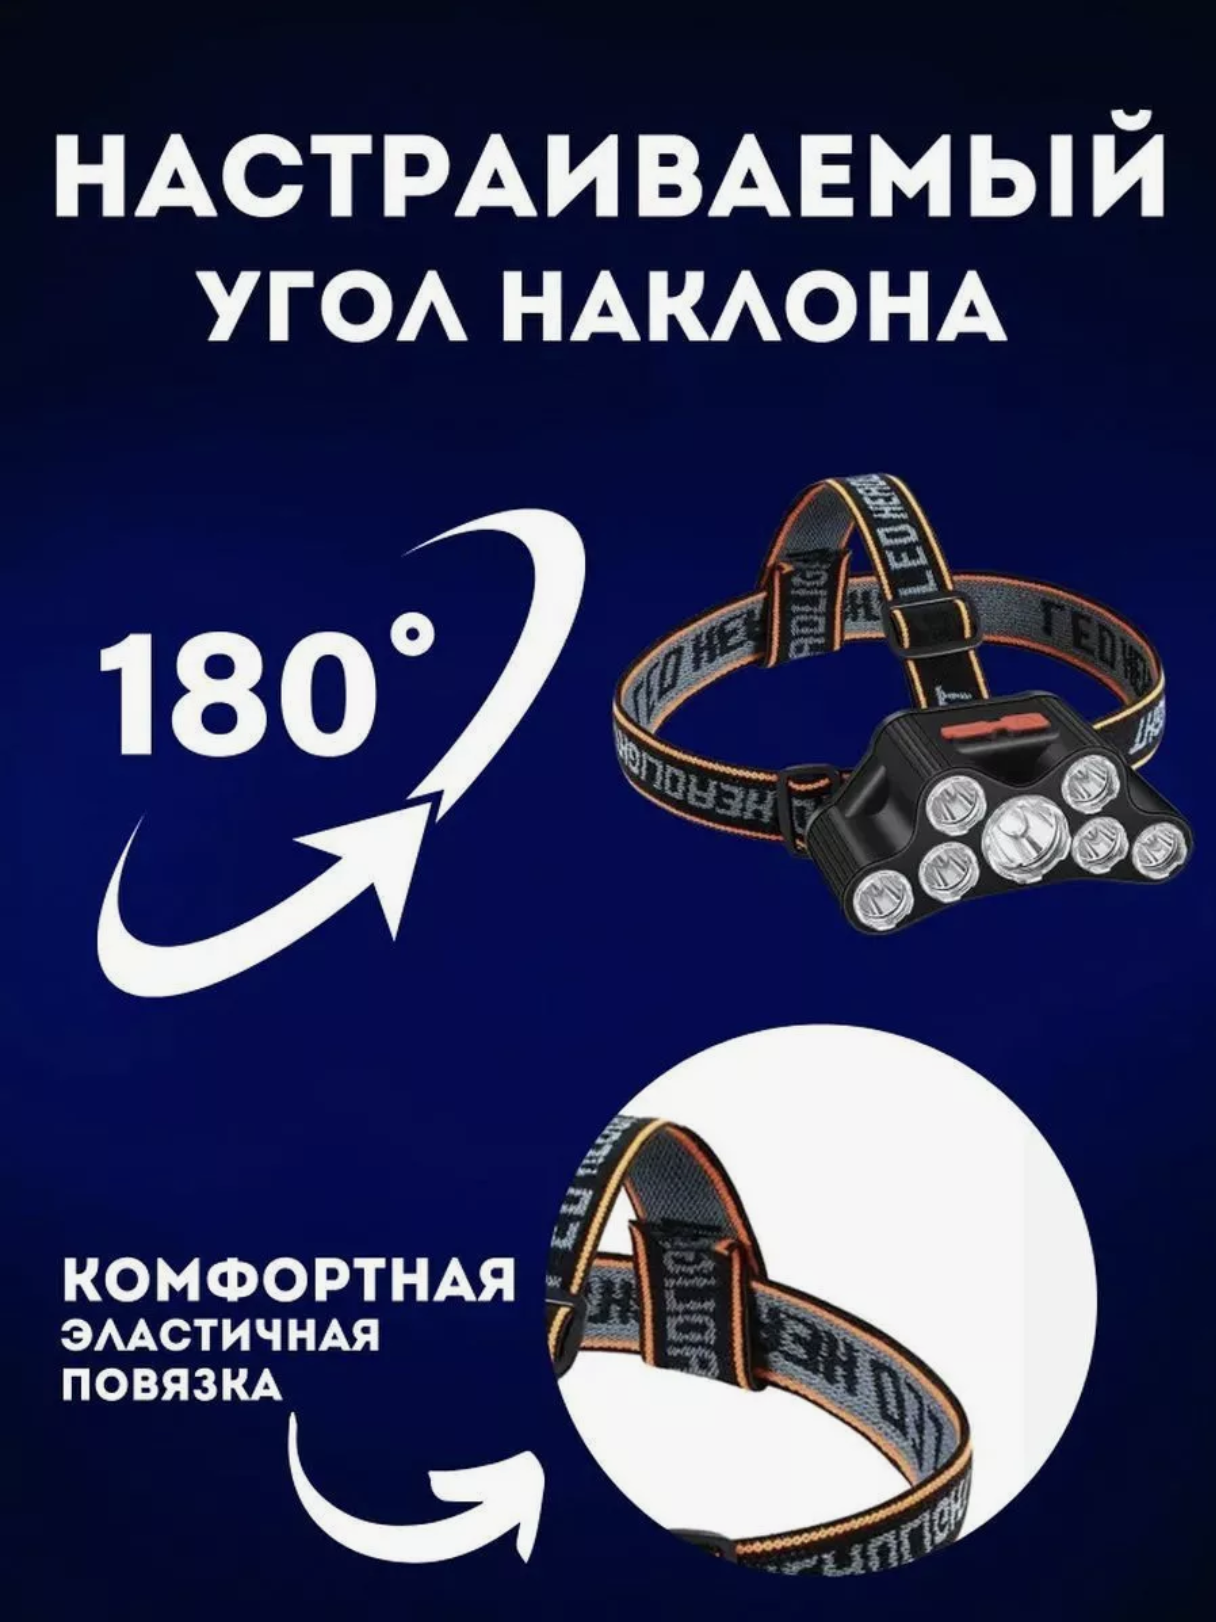 НАСТРАИВАЕМЫЙ
УГОЛ НАКЛОНА
180°
КОМФОРТНАЯ
ЭЛАСТИЧНАЯ
ПОВЯЗКА